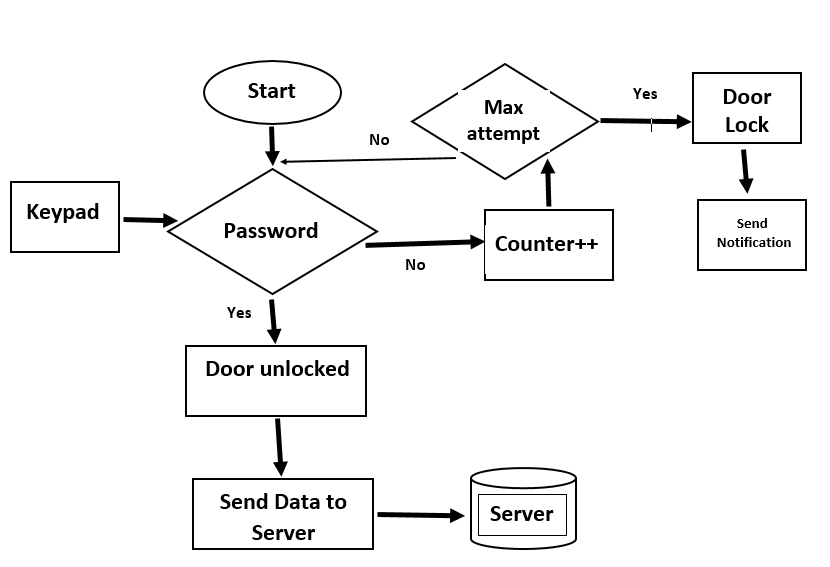 Start
Max
attempt
Yes
Door
Lock
No
Keypad
Password
Counter++
Send
Notification
No
Yes
Door unlocked
Send Data to
Server
Server